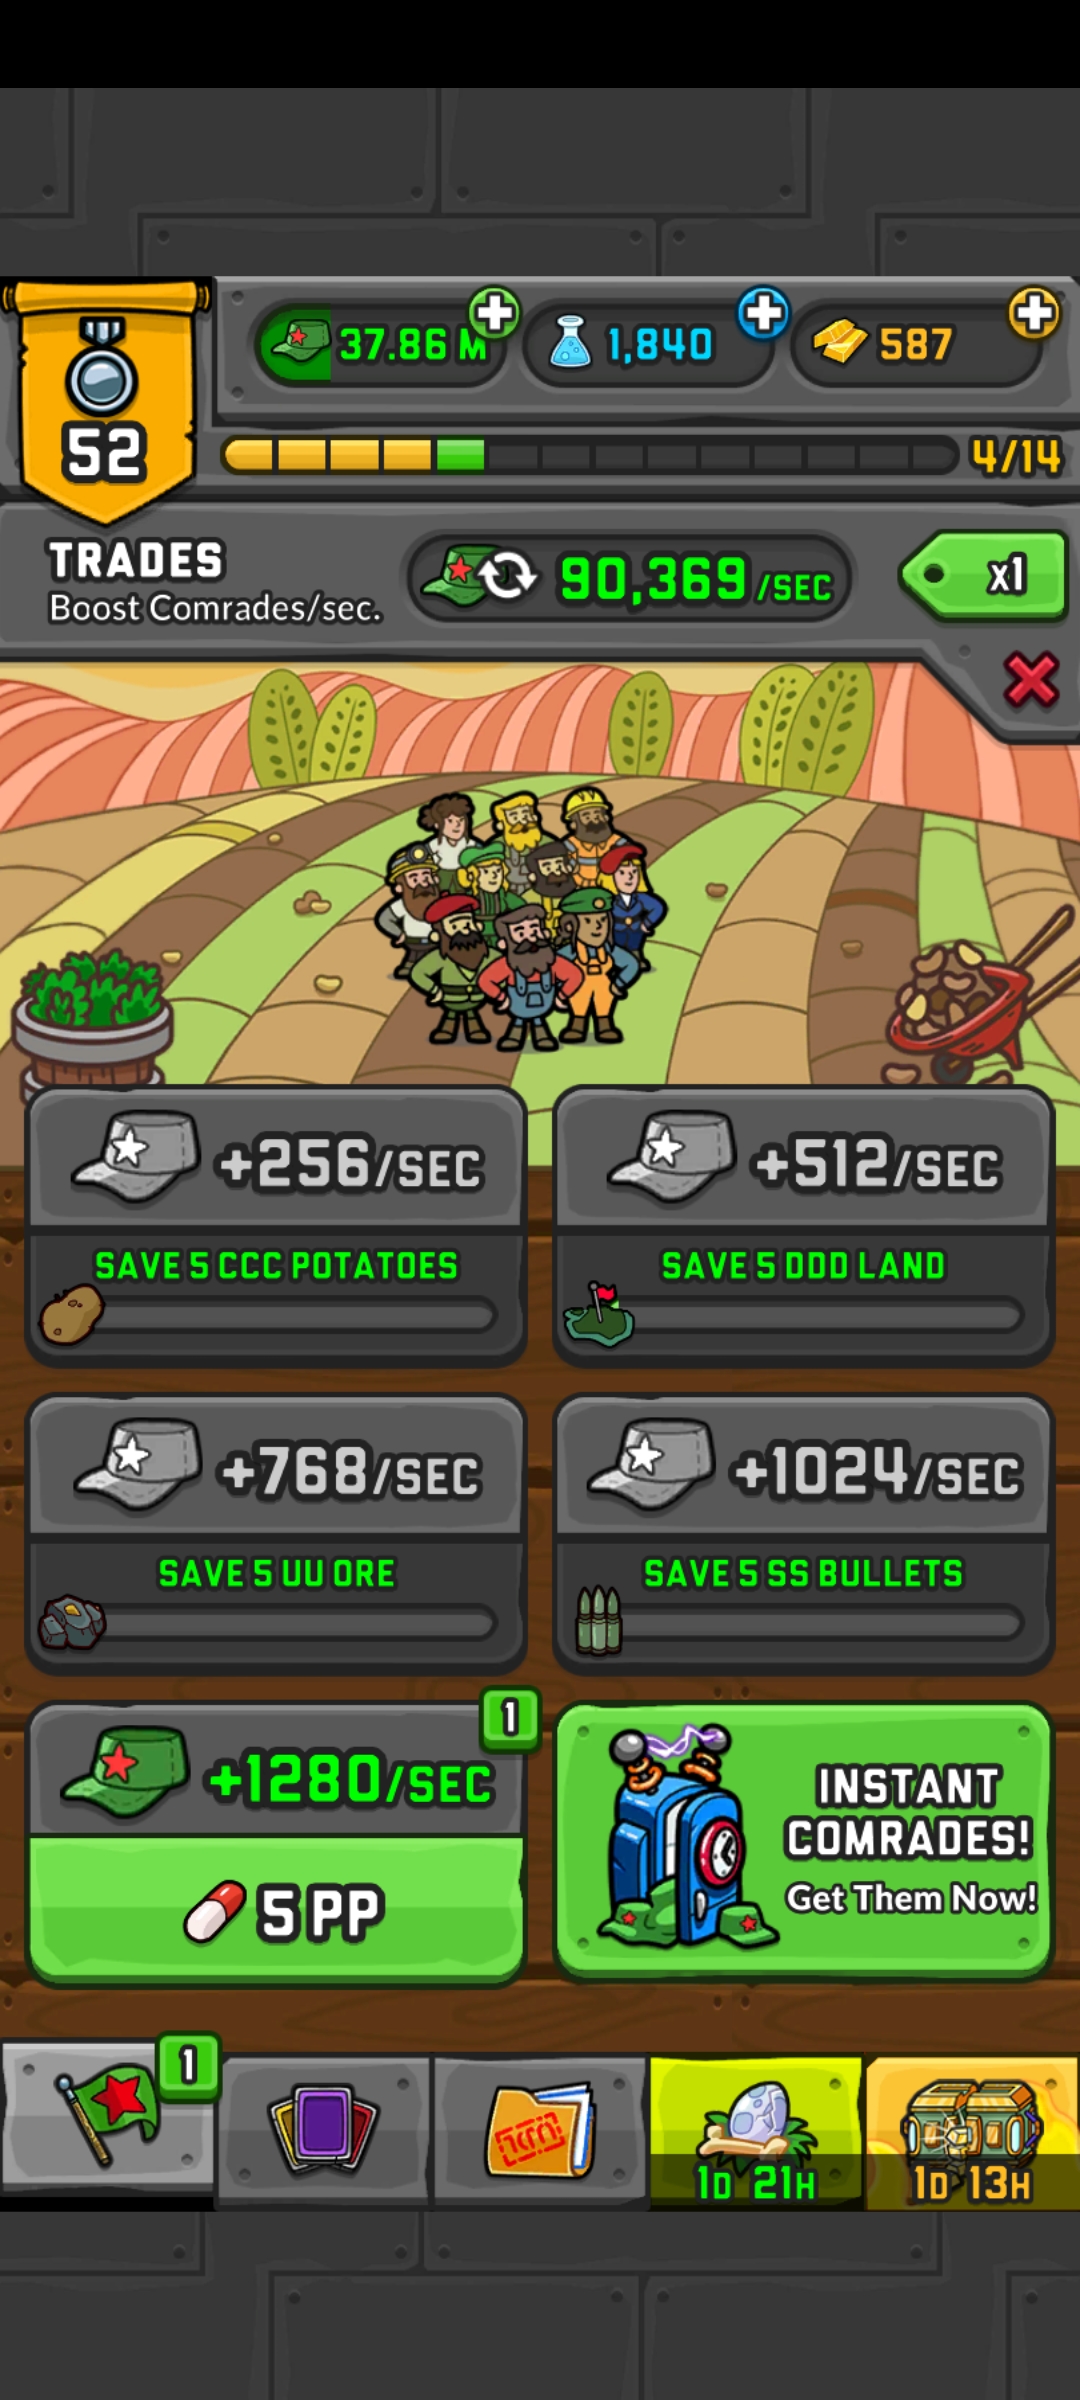 37.86 M
1,840
587
52
4/14
TRADES
Boost Comrades/sec.
90,369/SEC
x1
+256/SEC
SAVE 5 CCC POTATOES
+512/SEC
SAVE 5 DDD LAND
+768/SEC
SAVE 5 UU ORE
+1024/SEC
SAVE 5 SS BULLETS
1
+1280/SEC
5 PP
INSTANT
COMRADES!
Get Them Now!
1
1D 21H
1D 13H